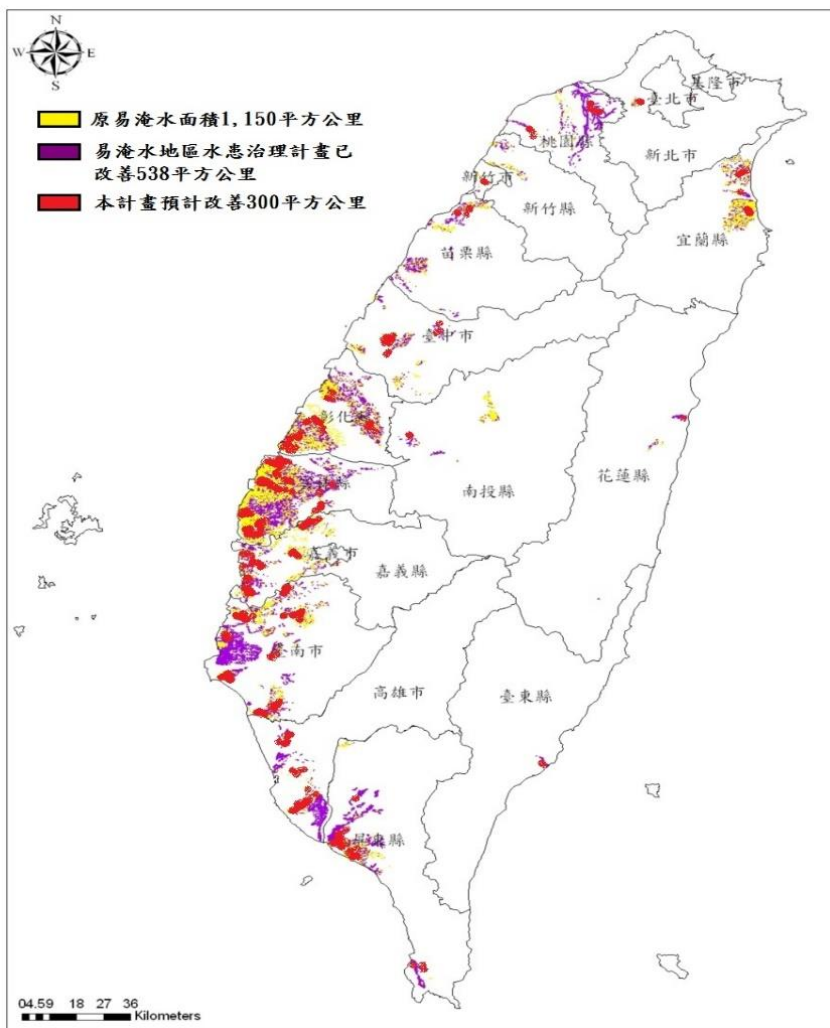 N
W E
S
原易淹水面積1,150平方公里
易淹水地區水患治理計畫已
改善538平方公里
本計畫預計改善300平方公里
基隆市
臺北市
桃園縣
新北市
新竹市
新竹縣
宜蘭縣
苗栗縣
臺中市
彰化
花蓮縣
南投縣
嘉義市
嘉義縣
臺南市
高雄市
臺東縣
屏東縣
04.59 18 27 36
Kilometers